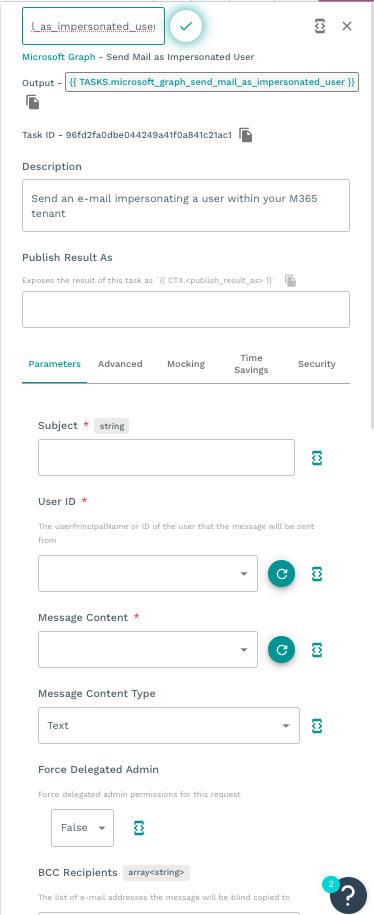 l_as_impersonated_user
Microsoft Graph - Send Mail as Impersonated User
Output - {{ TASKS.microsoft_graph_send_mail_as_impersonated_user }}
Task ID - 96fd2fa0dbe044249a41f0a841c21ac1
Description
Send an e-mail impersonating a user within your M365
tenant
Publish Result As
Exposes the result of this task as `{{ CTX.<publish_result_as> }}`
Parameters Advanced Mocking Time Savings Security
Subject * string
User ID *
The userPrincipalName or ID of the user that the message will be sent
from
Message Content *
Message Content Type
Text
Force Delegated Admin
Force delegated admin permissions for this request
False
BCC Recipients array<string>
2
?
The list of e-mail addresses the message will be blind copied to